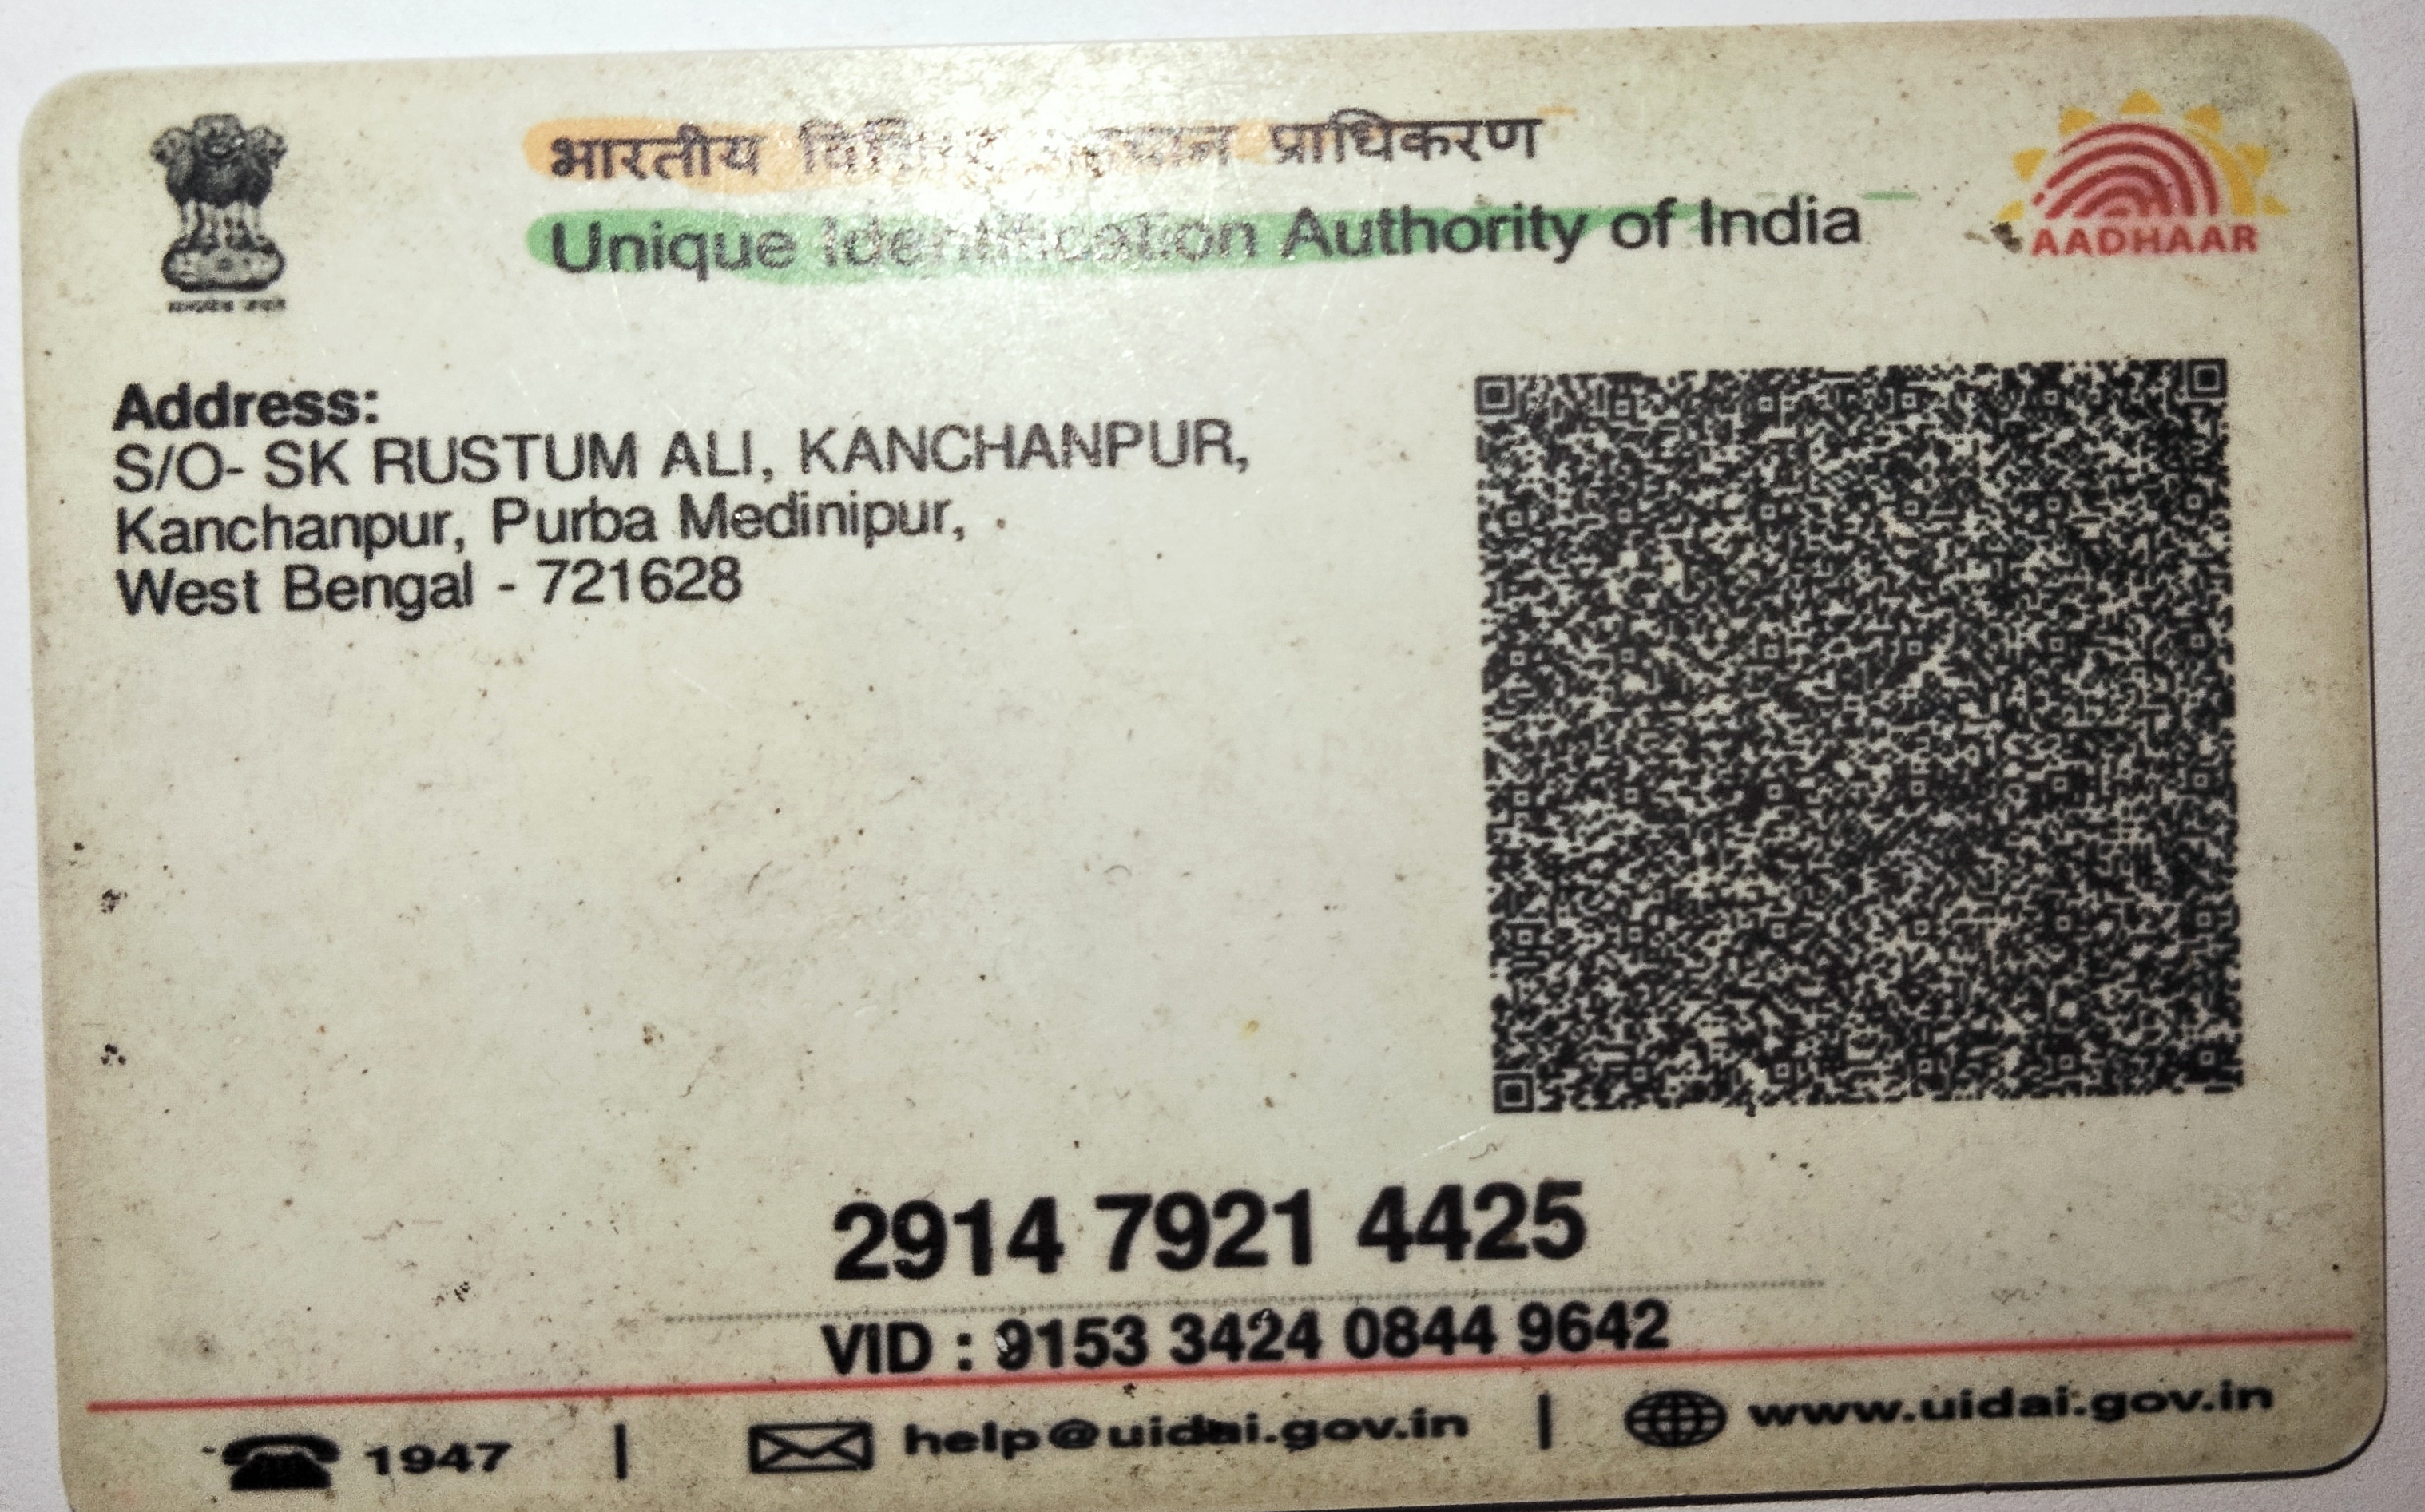 भारतीय प्राधिकरण
Unique Identification Authority of India
AADHAAR
Address:
S/O- SK RUSTUM ALI, KANCHANPUR,
Kanchanpur, Purba Medinipur,
West Bengal - 721628
2914 7921 4425
VID : 9153 3424 0844 9642
1947 | help@uidai.gov.in | www.uidai.gov.in